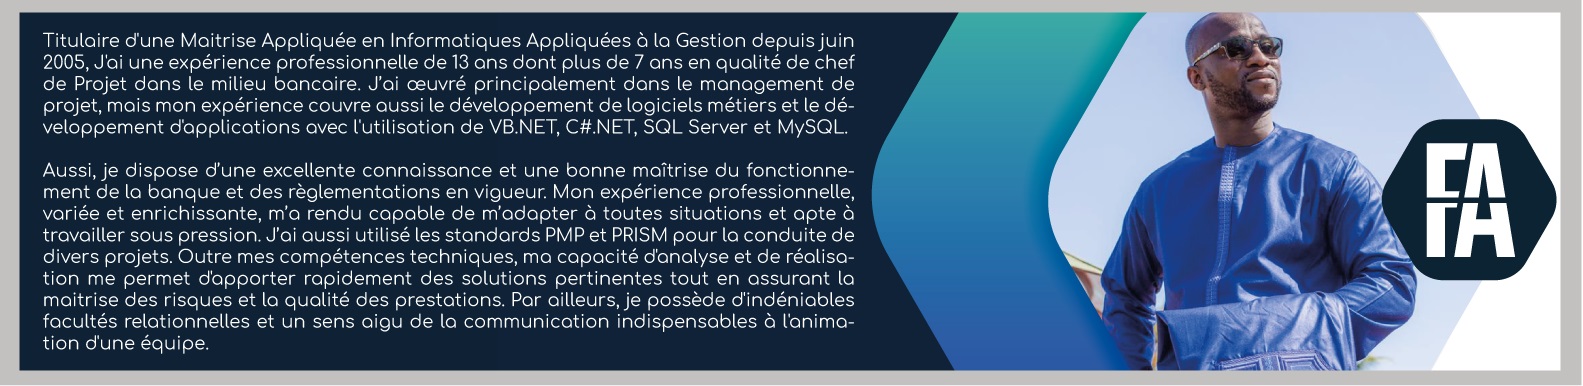 Titulaire d'une Maitrise Appliquée en Informatiques Appliquées à la Gestion depuis juin
2005, J'ai une expérience professionnelle de 13 ans dont plus de 7 ans en qualité de chef
de Projet dans le milieu bancaire. J'ai œuvré principalement dans le management de
projet, mais mon expérience couvre aussi le développement de logiciels métiers et le dé-
veloppement d'applications avec l'utilisation de VB.NET, C#.NET, SQL Server et MySQL.
Aussi, je dispose d'une excellente connaissance et une bonne maîtrise du fonctionne-
ment de la banque et des règlementations en vigueur. Mon expérience professionnelle,
variée et enrichissante, m'a rendu capable de m'adapter à toutes situations et apte à
travailler sous pression. J'ai aussi utilisé les standards PMP et PRISM pour la conduite de
divers projets. Outre mes compétences techniques, ma capacité d'analyse et de réalisa-
tion me permet d'apporter rapidement des solutions pertinentes tout en assurant la
maitrise des risques et la qualité des prestations. Par ailleurs, je possède d'indéniables
facultés relationnelles et un sens aigu de la communication indispensables à l'anima-
tion d'une équipe.
FA
FA